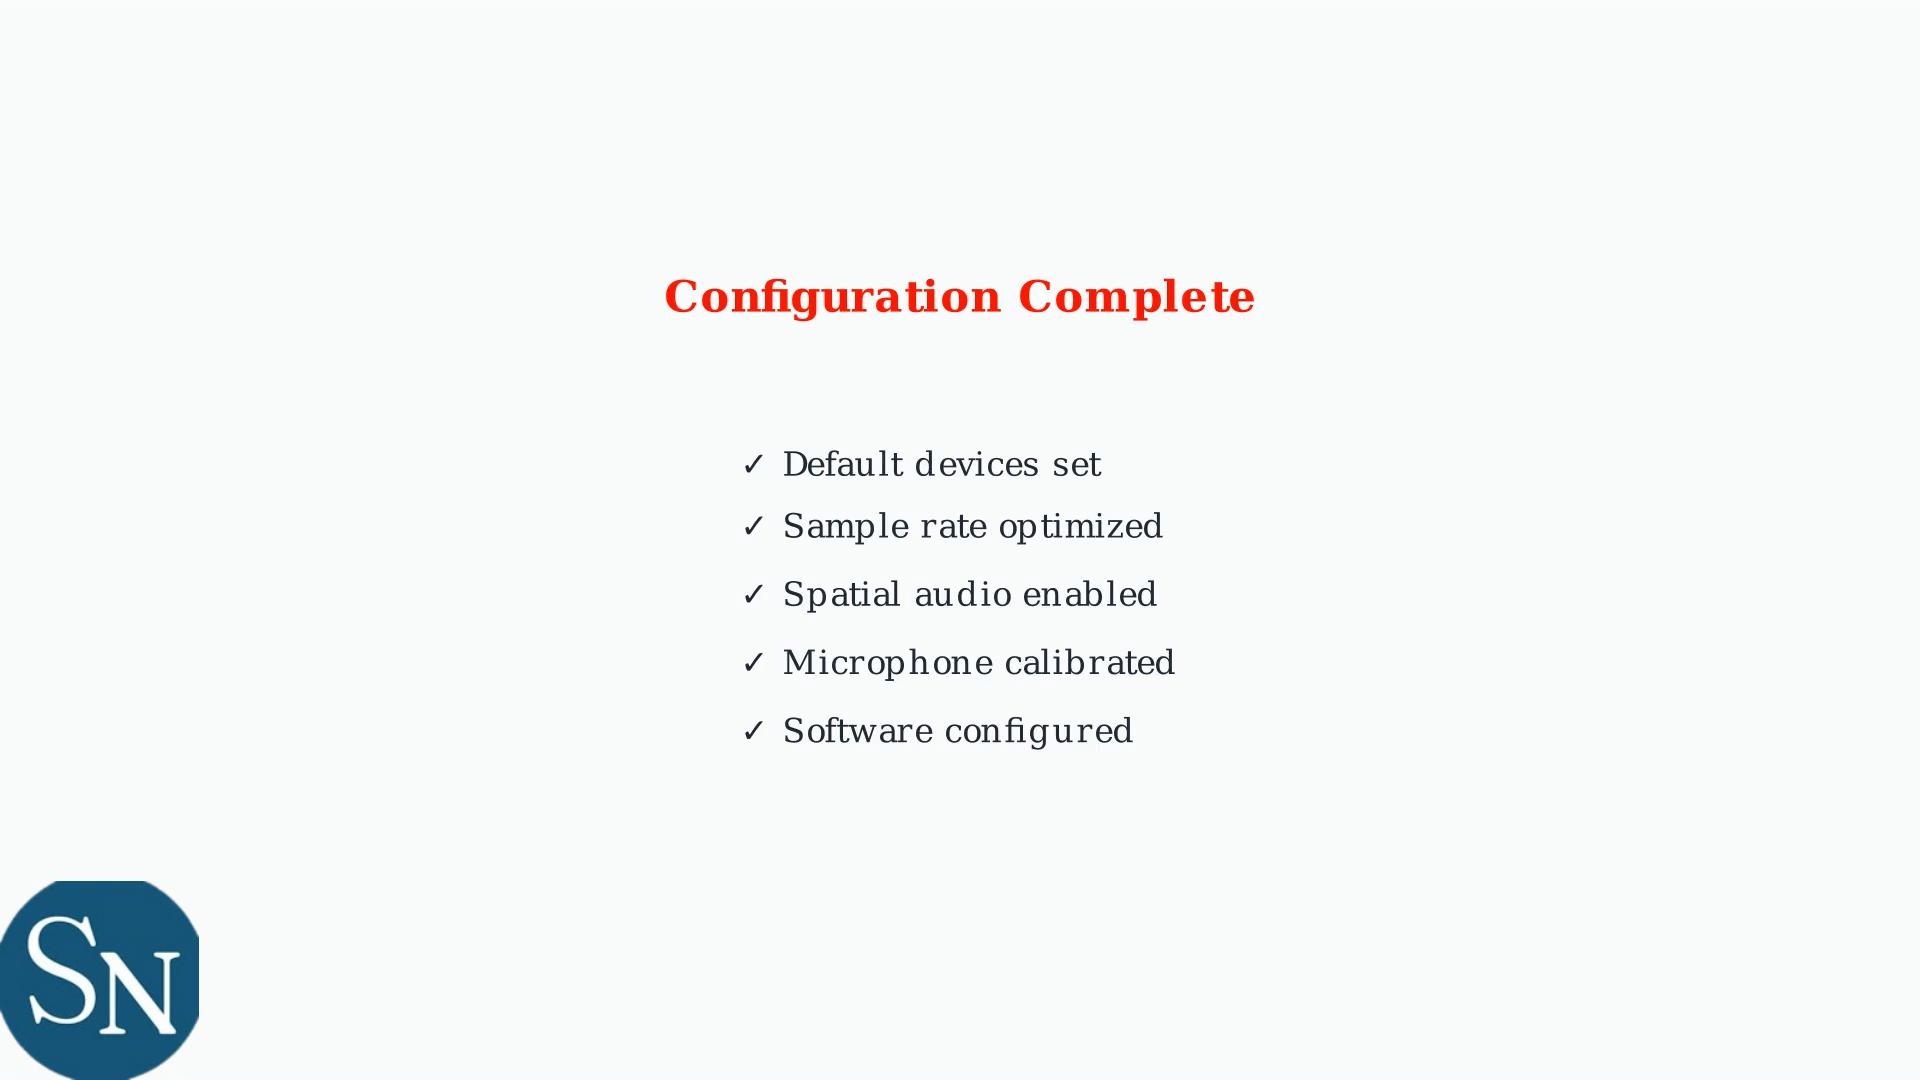 Configuration Complete
✓ Default devices set
✓ Sample rate optimized
✓ Spatial audio enabled
✓ Microphone calibrated
✓ Software configured
SN